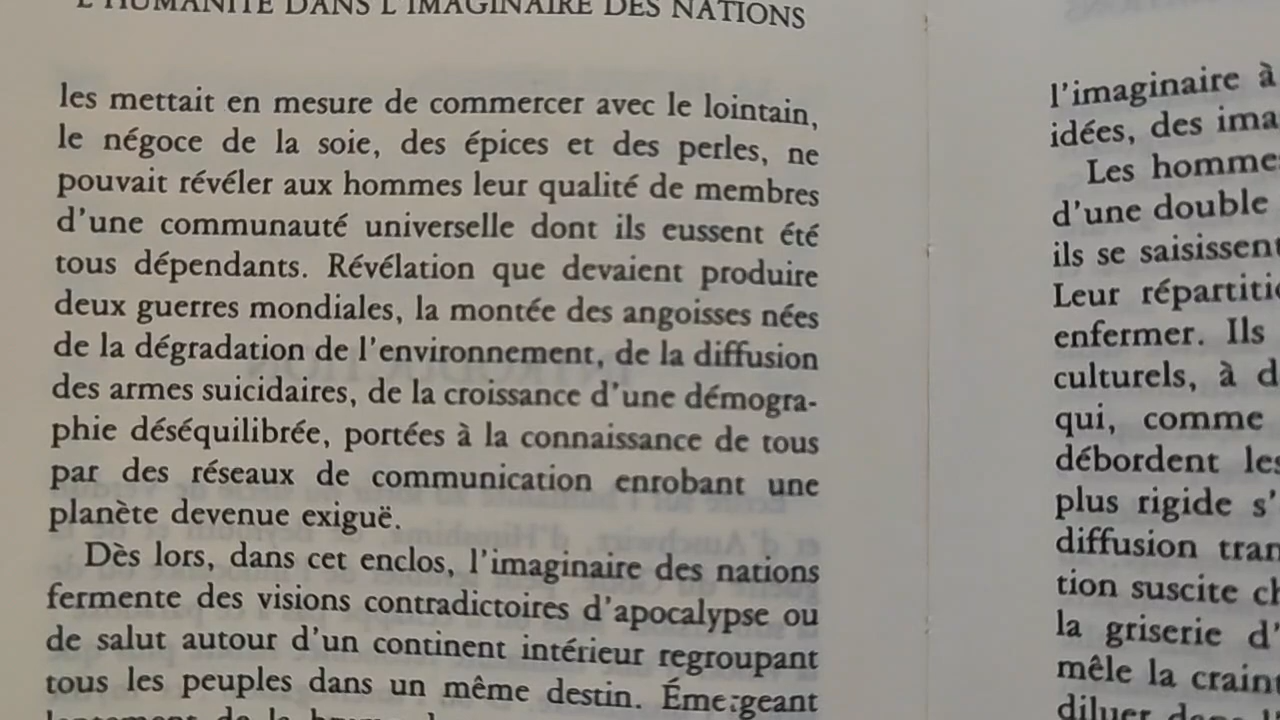 L'HUMANITÉ DANS L'IMAGINAIRE DES NATIONS
les mettait en mesure de commercer avec le lointain,
le négoce de la soie, des épices et des perles, ne
pouvait révéler aux hommes leur qualité de membres
d'une communauté universelle dont ils eussent été
tous dépendants. Révélation que devaient produire
deux guerres mondiales, la montée des angoisses nées
de la dégradation de l'environnement, de la diffusion
des armes suicidaires, de la croissance d'une démogra-
phie déséquilibrée, portées à la connaissance de tous
par des réseaux de communication enrobant une
planète devenue exiguë.
Dès lors, dans cet enclos, l'imaginaire des nations
fermente des visions contradictoires d'apocalypse ou
de salut autour d'un continent intérieur regroupant
tous les peuples dans un même destin. Émergeant
l'imaginaire à
idées, des ima
Les homme
d'une double
ils se saisissent
Leur répartitio
enfermer. Ils
culturels, à d
qui, comme
débordent les
plus rigide s'
diffusion tran
tion suscite ch
la griserie d'
mêle la craint
diluer dans